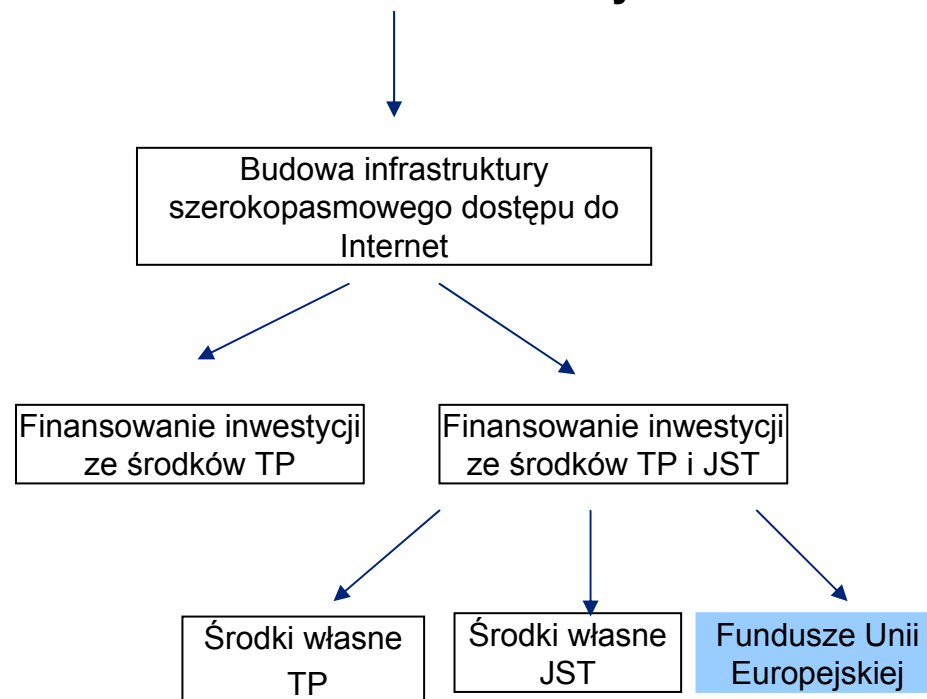 Budowa infrastruktury
szerokopasmowego dostępu do
Internet
Finansowanie inwestycji
ze środków TP
Finansowanie inwestycji
ze środków TP i JST
Środki własne
TP
Środki własne
JST
Fundusze Unii
Europejskiej